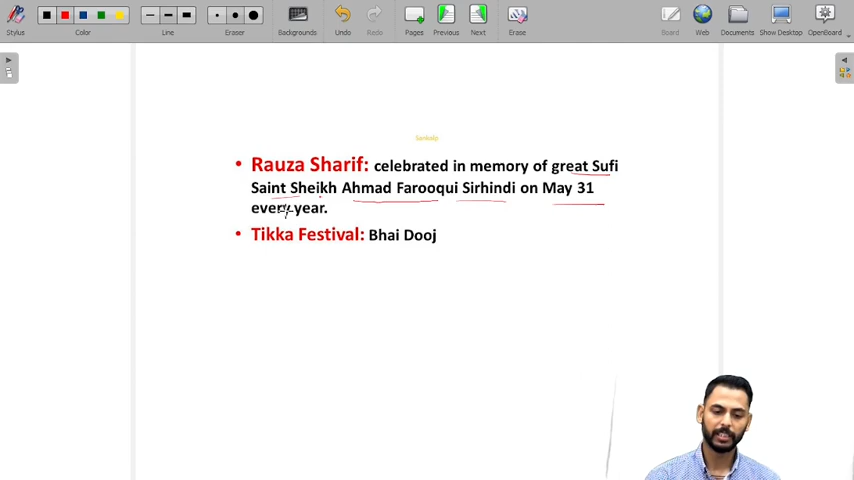 Stylus
Color
Line
Eraser
Backgrounds
Undo
Redo
Pages
Previous
Next
Erase
Board
Web
Documents
Show Desktop
OpenBoard
Sankalp
• Rauza Sharif: celebrated in memory of great Sufi
Saint Sheikh Ahmad Farooqui Sirhindi on May 31
every year.
• Tikka Festival: Bhai Dooj